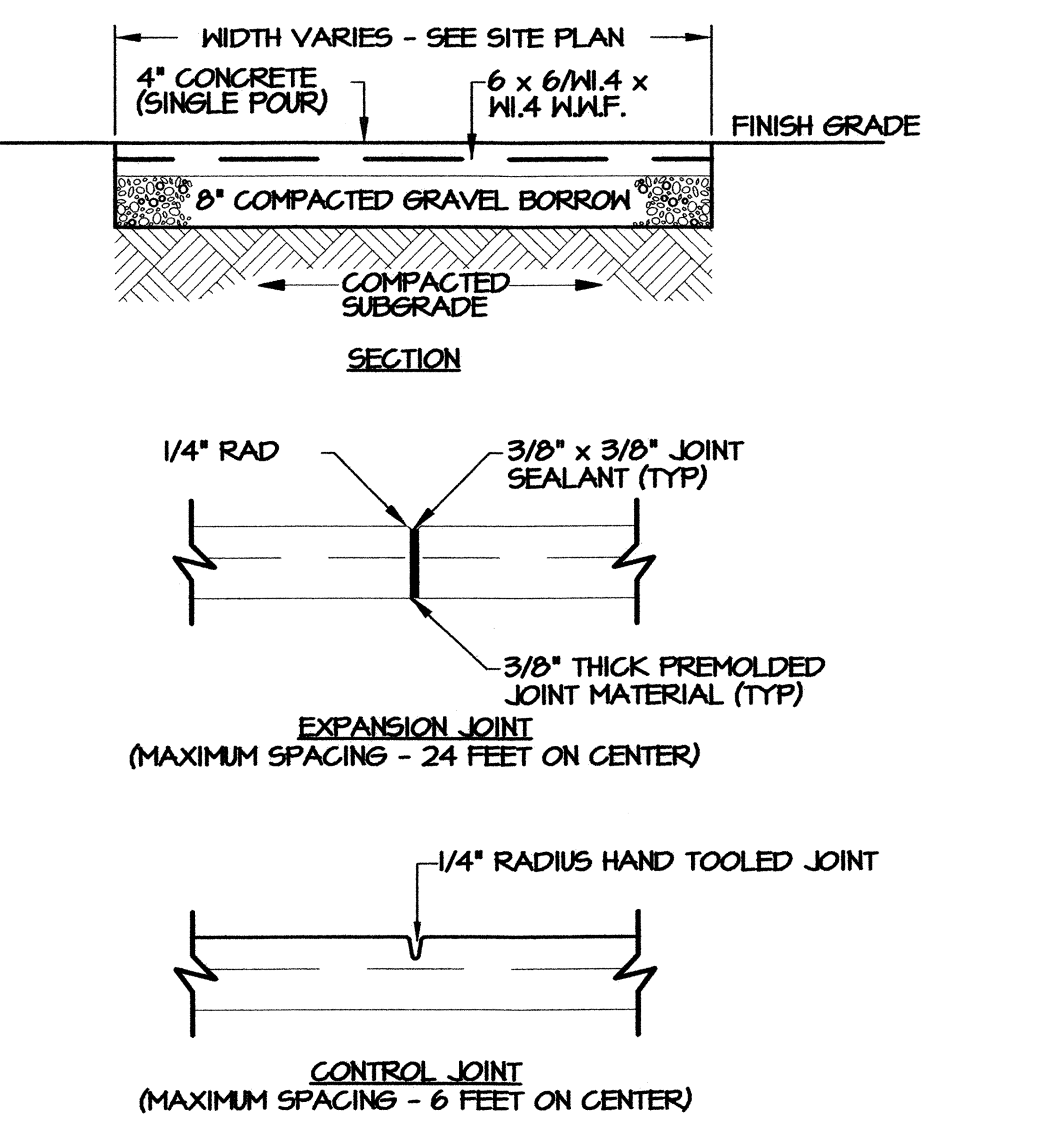 WIDTH VARIES - SEE SITE PLAN
4" CONCRETE
(SINGLE POUR)
6 x 6/W1.4 x
W1.4 W.W.F.
FINISH GRADE
8" COMPACTED GRAVEL BORROW
COMPACTED
SUBGRADE
SECTION
1/4" RAD
3/8" x 3/8" JOINT
SEALANT (TYP)
3/8" THICK PREMOLDED
JOINT MATERIAL (TYP)
EXPANSION JOINT
(MAXIMUM SPACING - 24 FEET ON CENTER)
1/4" RADIUS HAND TOOLED JOINT
CONTROL JOINT
(MAXIMUM SPACING - 6 FEET ON CENTER)